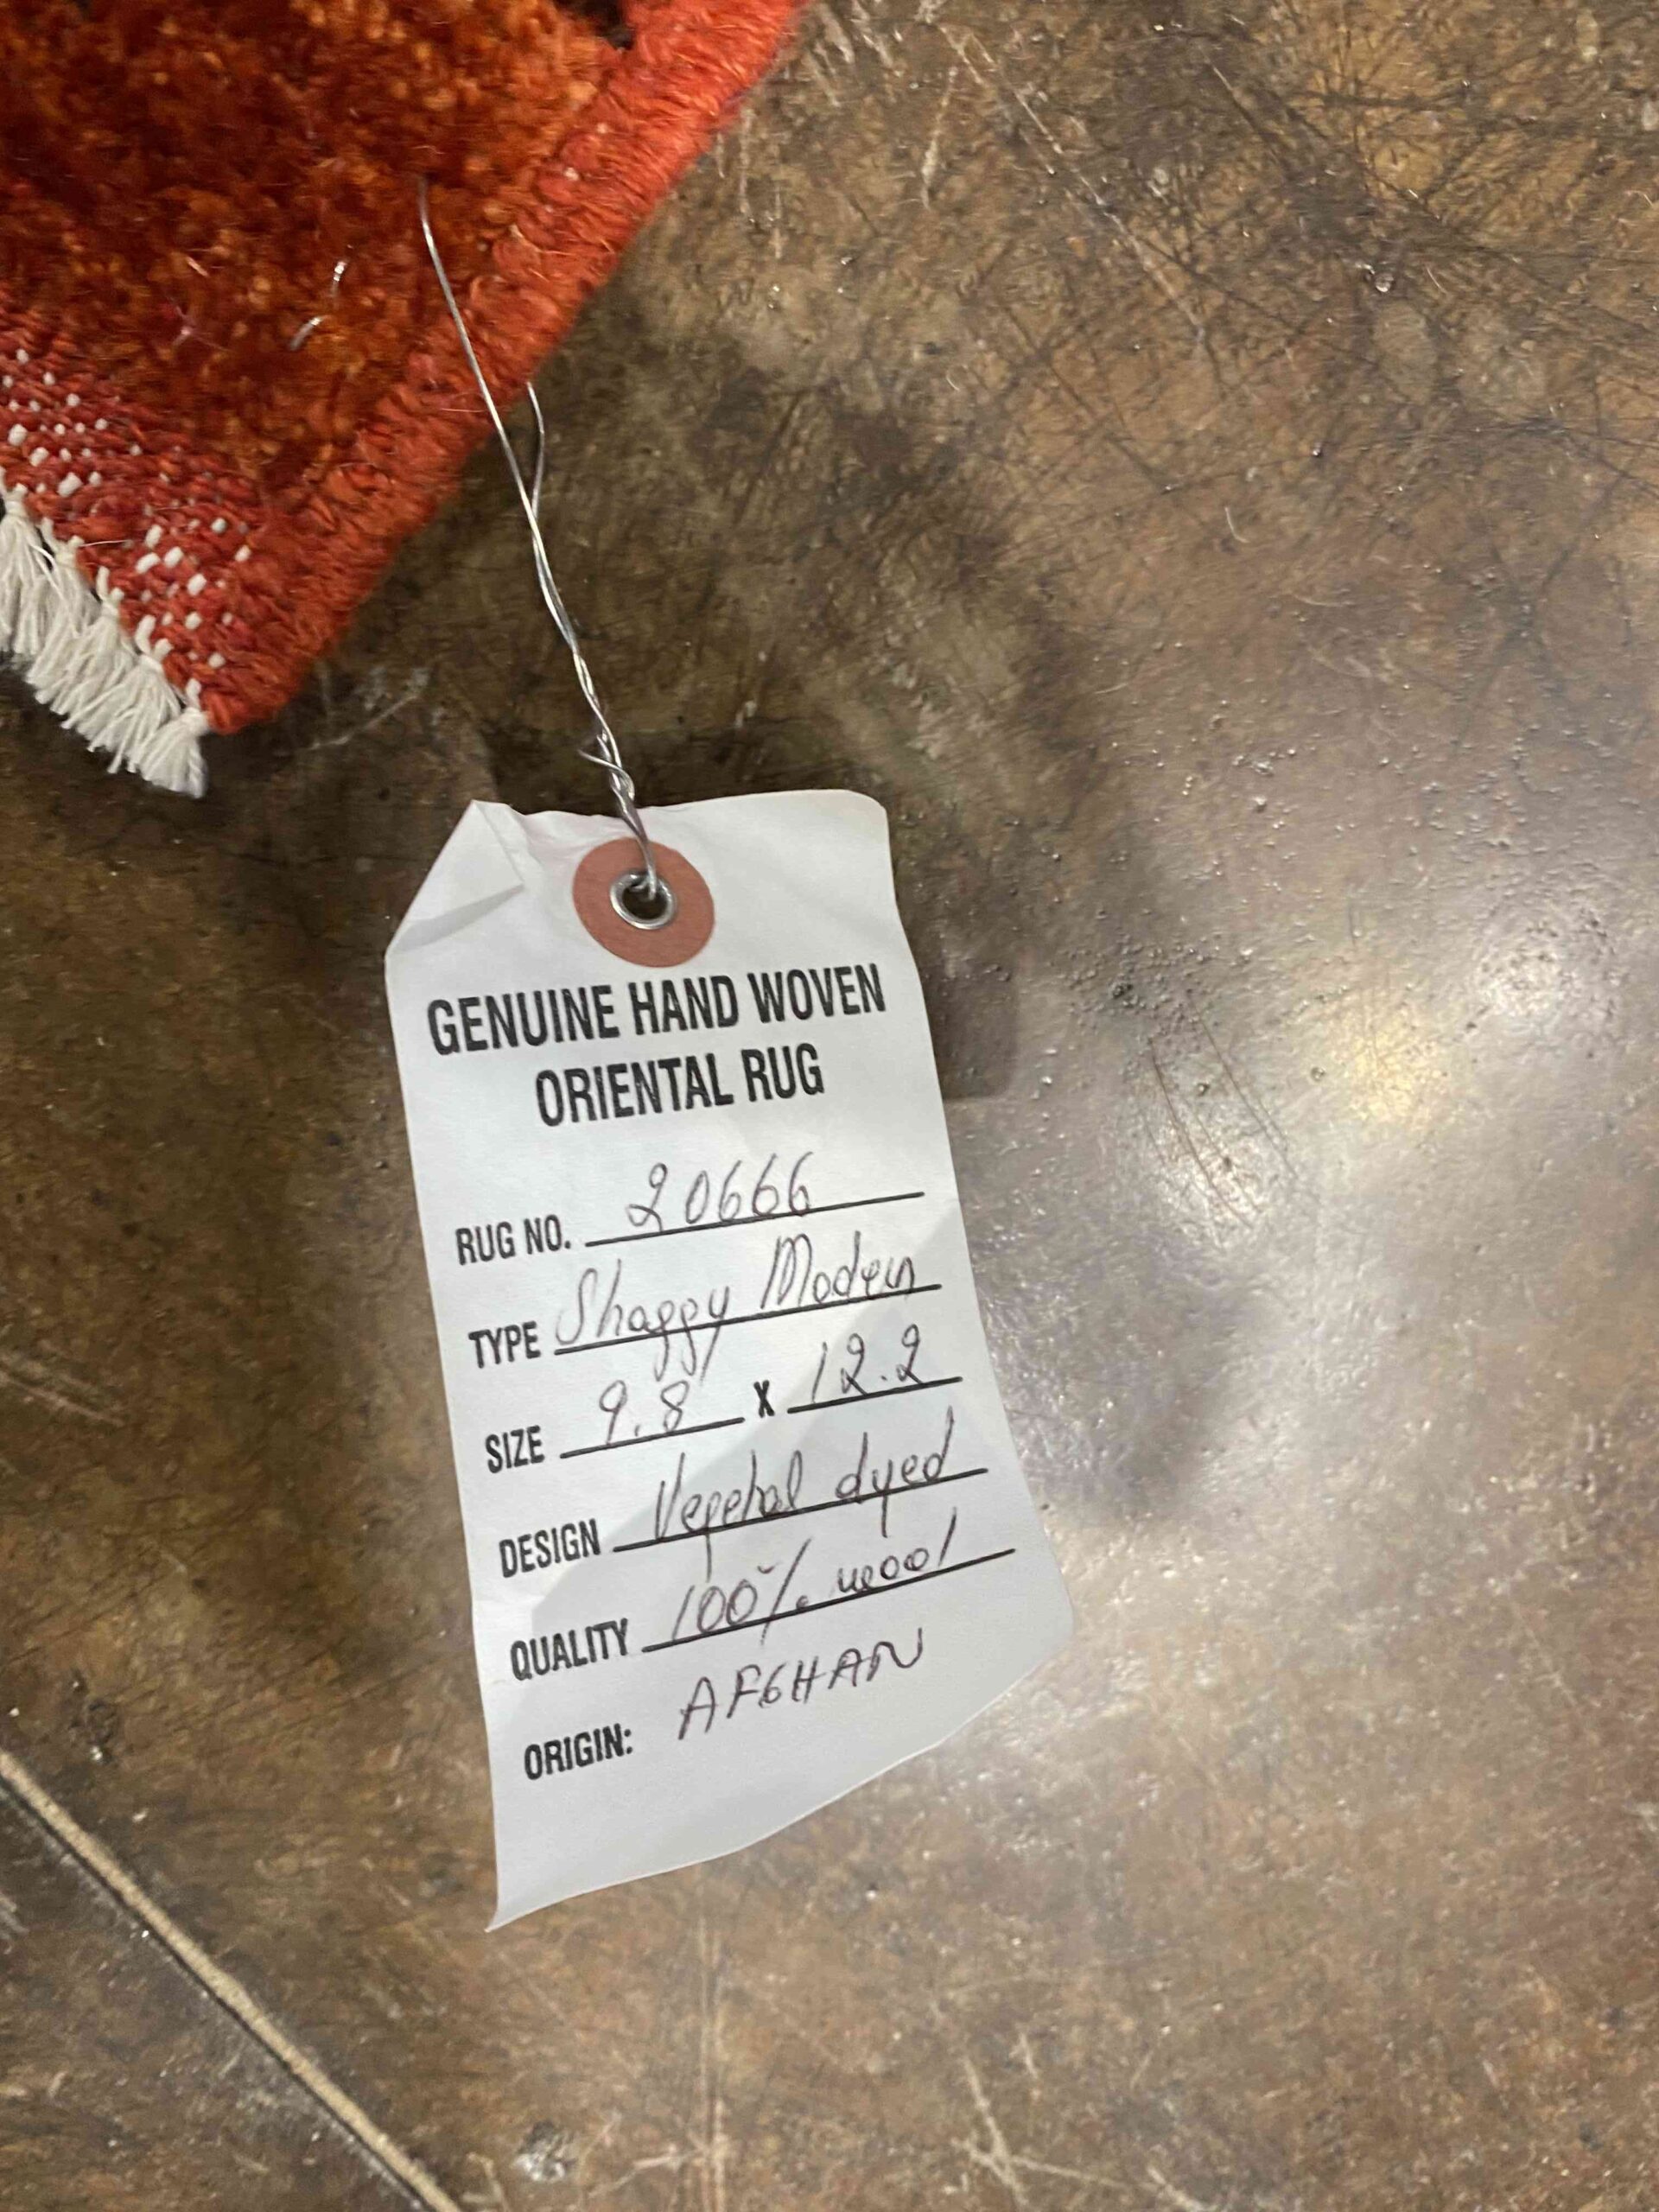 GENUINE HAND WOVEN
ORIENTAL RUG
RUG NO. 20666
TYPE Shaggy Modern
SIZE 9.8 X 12.2
DESIGN Vegetal dyed
QUALITY 100% wool
ORIGIN: AFGHAN